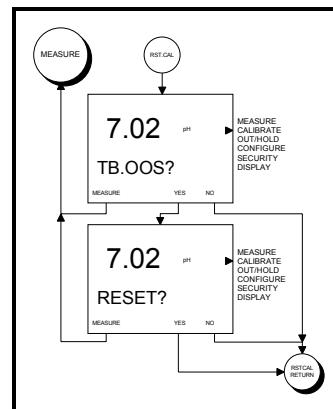 MEASURE
RST.CAL
7.02 pH
TB.OOS?
MEASURE YES NO
MEASURE
CALIBRATE
OUT/HOLD
CONFIGURE
SECURITY
DISPLAY
7.02 pH
RESET?
MEASURE YES NO
MEASURE
CALIBRATE
OUT/HOLD
CONFIGURE
SECURITY
DISPLAY
RSTCAL
RETURN